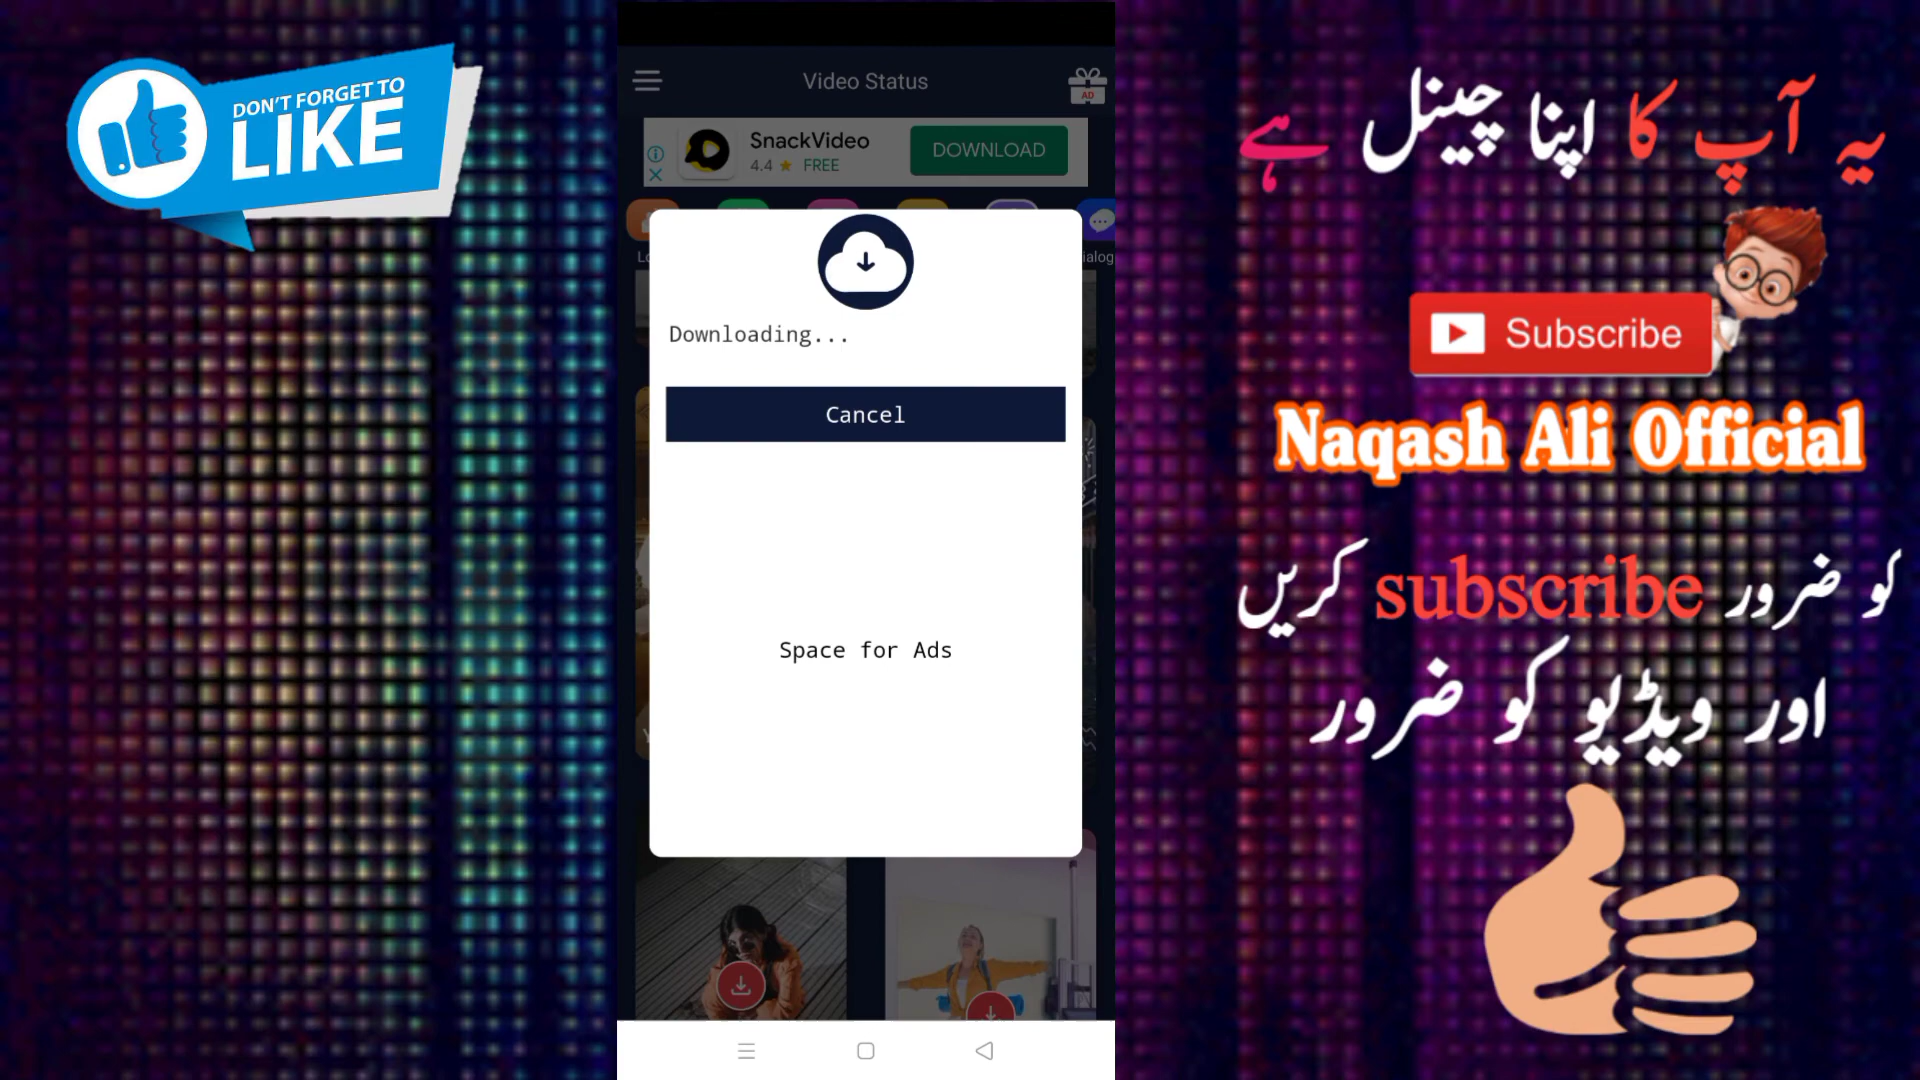 DON'T FORGET TO
LIKE
Video Status
AD
SnackVideo
4.4 ★ FREE
DOWNLOAD
Downloading...
Cancel
Space for Ads
یہ آپ کا اپنا چینل ہے
Subscribe
Naqash Ali Official
کو ضرور subscribe کریں
اور ویڈیو کو ضرور